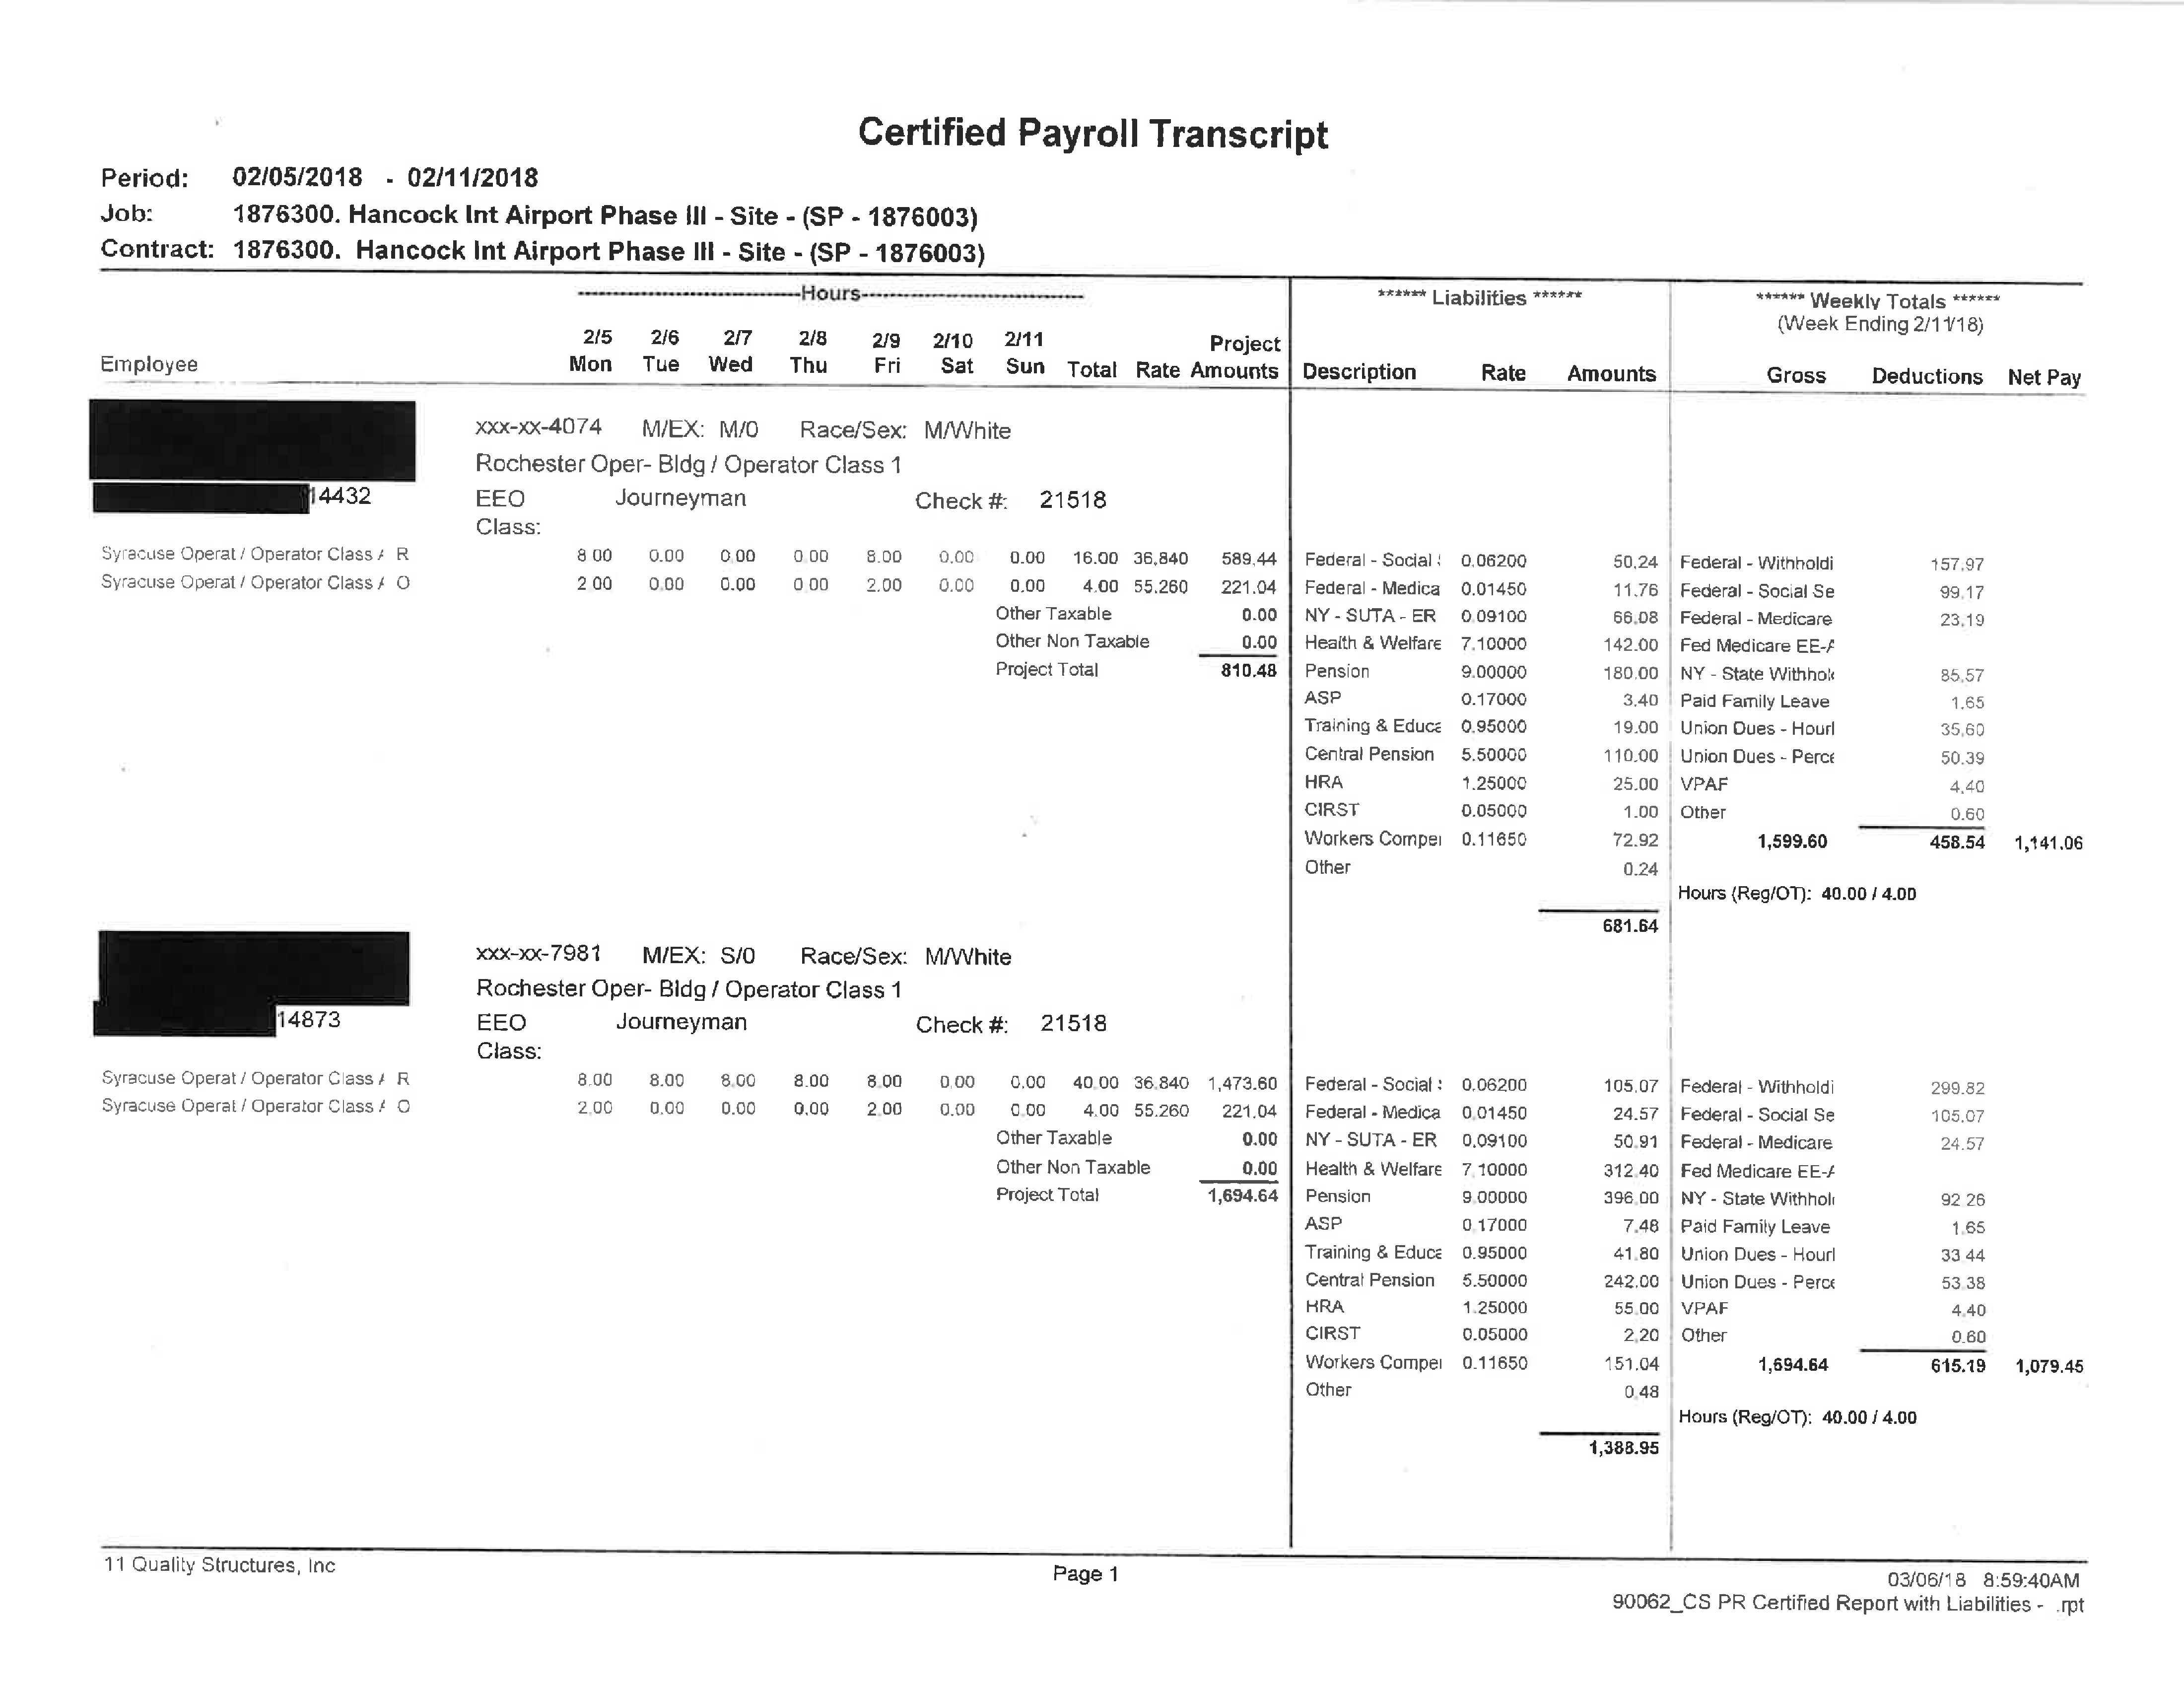 Certified Payroll Transcript
Period: 02/05/2018 - 02/11/2018
Job: 1876300. Hancock Int Airport Phase III - Site - (SP - 1876003)
Contract: 1876300. Hancock Int Airport Phase III - Site - (SP - 1876003)
Hours ****** Liabilities ****** ****** Weekly Totals ******
(Week Ending 2/11/18)
2/5 2/6 2/7 2/8 2/9 2/10 2/11 Project
Employee Mon Tue Wed Thu Fri Sat Sun Total Rate Amounts Description Rate Amounts Gross Deductions Net Pay
xxx-xx-4074 M/EX: M/0 Race/Sex: M/White
Rochester Oper- Bldg / Operator Class 1
14432 EEO Journeyman Check #: 21518
Class:
Syracuse Operat / Operator Class A R 8.00 0.00 0.00 0.00 8.00 0.00 0.00 16.00 36.840 589.44 Federal - Social 0.06200 50.24 Federal - Withholdi 157.97
Syracuse Operat / Operator Class A O 2.00 0.00 0.00 0.00 2.00 0.00 0.00 4.00 55.260 221.04 Federal - Medica 0.01450 11.76 Federal - Social Se 99.17
Other Taxable 0.00 NY - SUTA - ER 0.09100 66.08 Federal - Medicare 23.19
Other Non Taxable 0.00 Health & Welfare 7.10000 142.00 Fed Medicare EE-A
Project Total 810.48 Pension 9.00000 180.00 NY - State Withhol 85.57
ASP 0.17000 3.40 Paid Family Leave 1.65
Training & Educa 0.95000 19.00 Union Dues - Hourl 35.60
Central Pension 5.50000 110.00 Union Dues - Perce 50.39
HRA 1.25000 25.00 VPAF 4.40
CIRST 0.05000 1.00 Other 0.60
Workers Compe 0.11650 72.92 1,599.60 458.54 1,141.06
Other 0.24
Hours (Reg/OT): 40.00 / 4.00
681.64
xxx-xx-7981 M/EX: S/0 Race/Sex: M/White
Rochester Oper- Bldg / Operator Class 1
14873 EEO Journeyman Check #: 21518
Class:
Syracuse Operat / Operator Class A R 8.00 8.00 8.00 8.00 8.00 0.00 0.00 40.00 36.840 1,473.60 Federal - Social 0.06200 105.07 Federal - Withholdi 299.82
Syracuse Operat / Operator Class A O 2.00 0.00 0.00 0.00 2.00 0.00 0.00 4.00 55.260 221.04 Federal - Medica 0.01450 24.57 Federal - Social Se 105.07
Other Taxable 0.00 NY - SUTA - ER 0.09100 50.91 Federal - Medicare 24.57
Other Non Taxable 0.00 Health & Welfare 7.10000 312.40 Fed Medicare EE-A
Project Total 1,694.64 Pension 9.00000 396.00 NY - State Withhol 92.26
ASP 0.17000 7.48 Paid Family Leave 1.65
Training & Educa 0.95000 41.80 Union Dues - Hourl 33.44
Central Pension 5.50000 242.00 Union Dues - Perce 53.38
HRA 1.25000 55.00 VPAF 4.40
CIRST 0.05000 2.20 Other 0.60
Workers Compe 0.11650 151.04 1,694.64 615.19 1,079.45
Other 0.48
Hours (Reg/OT): 40.00 / 4.00
1,388.95
11 Quality Structures, Inc Page 1 03/06/18 8:59:40AM
90062_CS PR Certified Report with Liabilities - .rpt